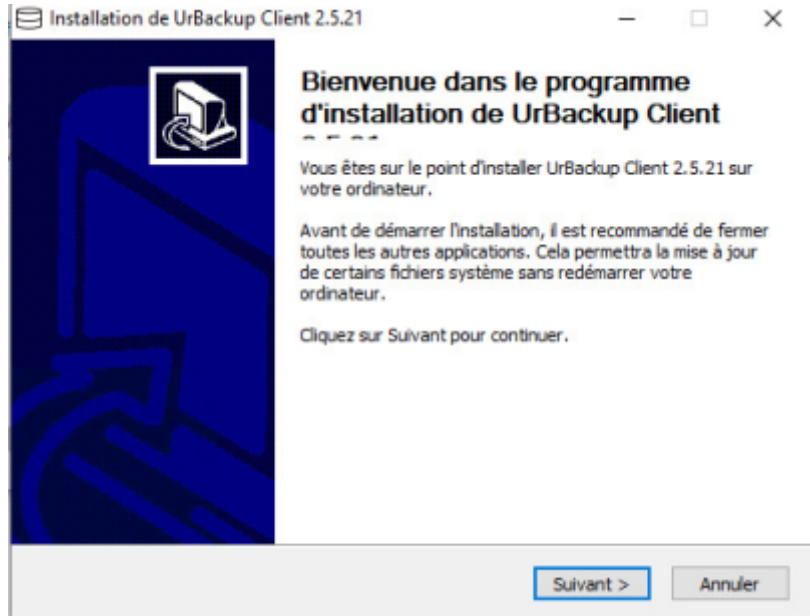 Installation de UrBackup Client 2.5.21
Bienvenue dans le programme
d'installation de UrBackup Client
Vous êtes sur le point d'installer UrBackup Client 2.5.21 sur
votre ordinateur.
Avant de démarrer l'installation, il est recommandé de fermer
toutes les autres applications. Cela permettra la mise à jour
de certains fichiers système sans redémarrer votre
ordinateur.
Cliquez sur Suivant pour continuer.
Suivant >
Annuler